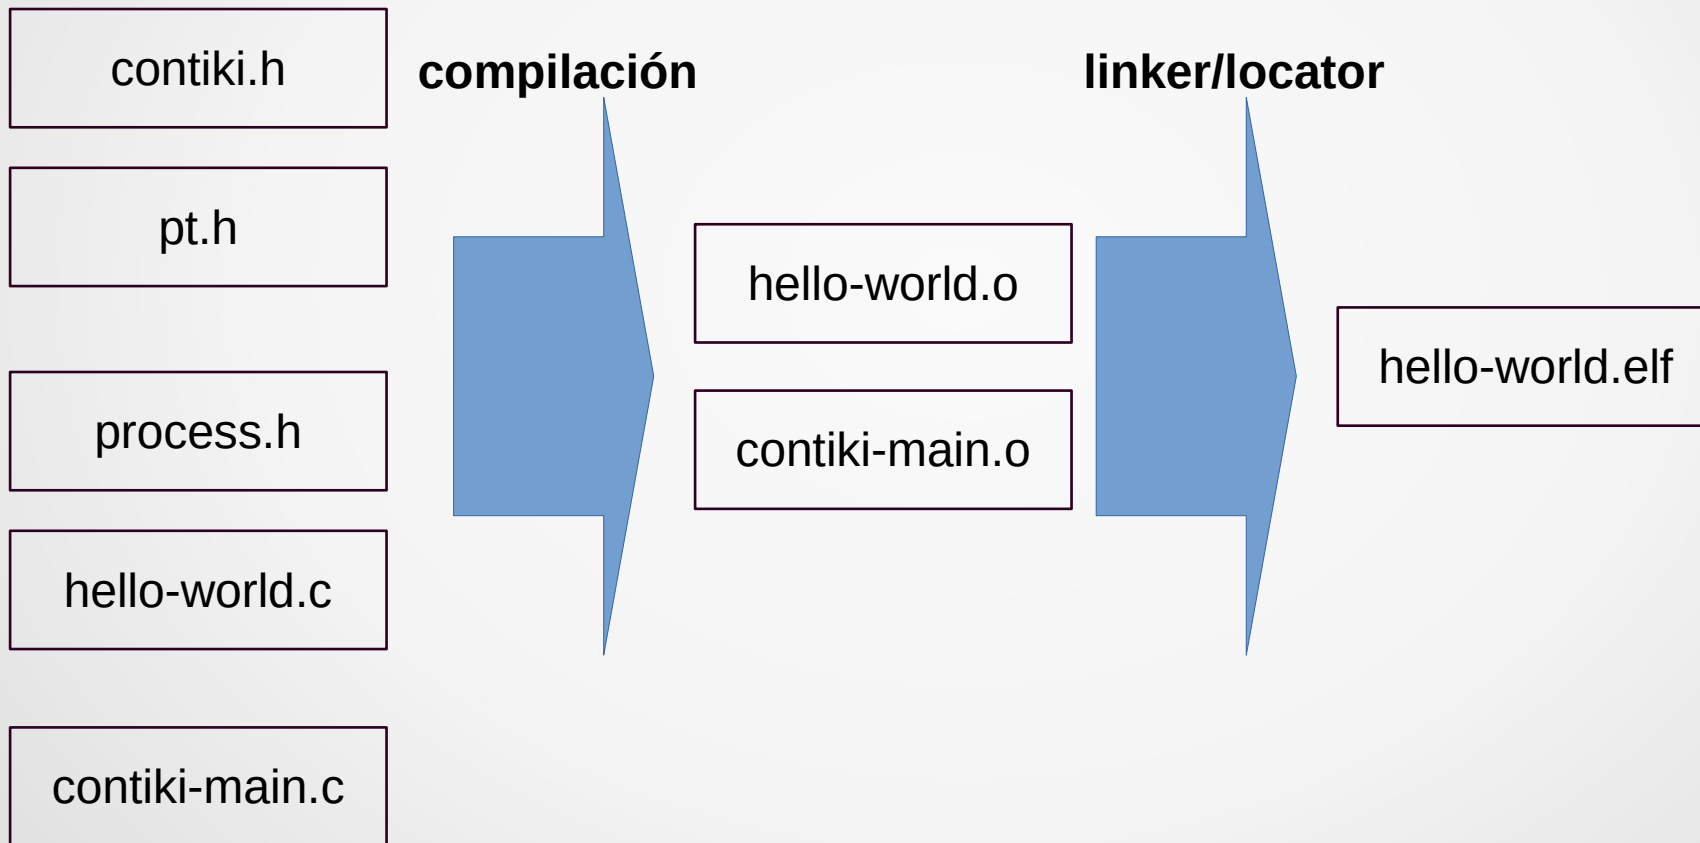 contiki.h
compilación
linker/locator
pt.h
hello-world.o
hello-world.elf
process.h
contiki-main.o
hello-world.c
contiki-main.c